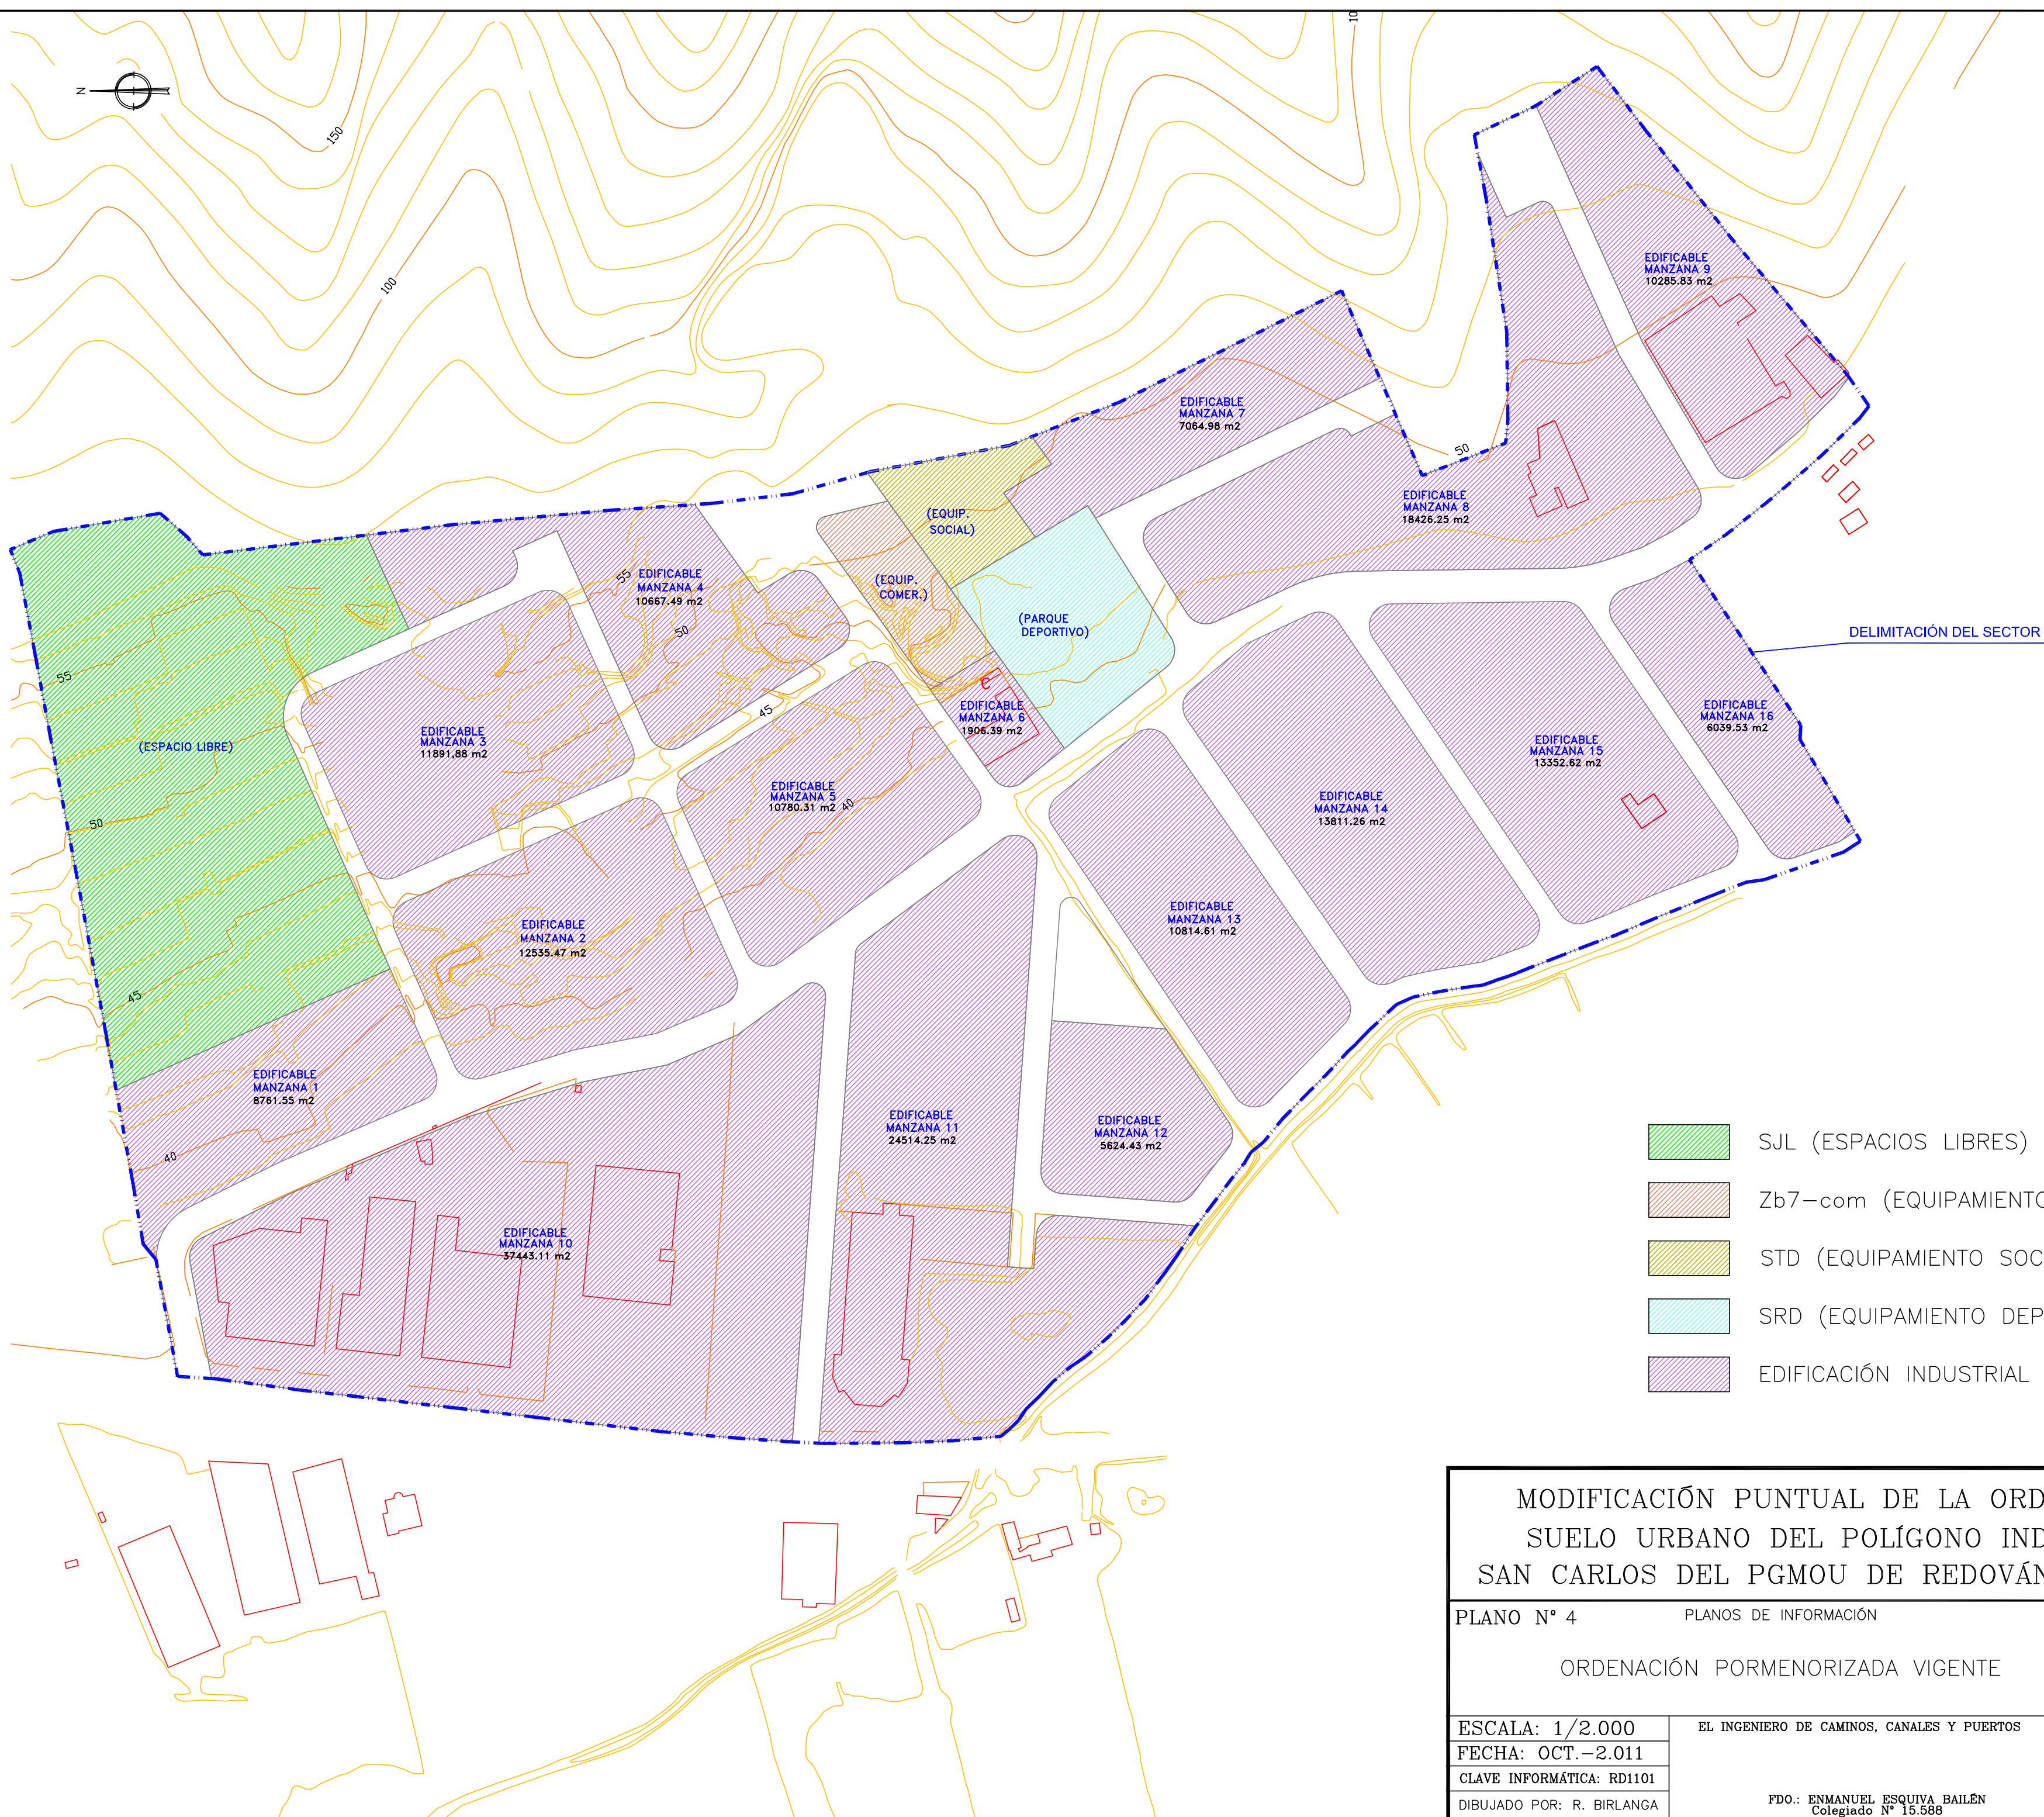 10
N
150
100
EDIFICABLE
MANZANA 9
10285.83 m2
EDIFICABLE
MANZANA 7
7064.98 m2
50
EDIFICABLE
MANZANA 8
18426.25 m2
(EQUIP.
SOCIAL)
(EQUIP.
COMER.)
55
EDIFICABLE
MANZANA 4
10667.49 m2
50
(PARQUE
DEPORTIVO)
DELIMITACIÓN DEL SECTOR
55
45
EDIFICABLE
MANZANA 6
1906.39 m2
EDIFICABLE
MANZANA 16
6039.53 m2
(ESPACIO LIBRE)
EDIFICABLE
MANZANA 3
11891,88 m2
EDIFICABLE
MANZANA 15
13352.62 m2
EDIFICABLE
MANZANA 5
10780.31 m2
40
EDIFICABLE
MANZANA 14
13811.26 m2
50
EDIFICABLE
MANZANA 2
12535.47 m2
EDIFICABLE
MANZANA 13
10814.61 m2
45
EDIFICABLE
MANZANA 1
8761.55 m2
40
EDIFICABLE
MANZANA 11
24514.25 m2
EDIFICABLE
MANZANA 12
5624.43 m2
EDIFICABLE
MANZANA 10
37443.11 m2
SJL (ESPACIOS LIBRES)
Zb7-com (EQUIPAMIENTO
STD (EQUIPAMIENTO SOC
SRD (EQUIPAMIENTO DEP
EDIFICACIÓN INDUSTRIAL
MODIFICACIÓN PUNTUAL DE LA ORD
SUELO URBANO DEL POLÍGONO IND
SAN CARLOS DEL PGMOU DE REDOVÁN
PLANO Nº 4
PLANOS DE INFORMACIÓN
ORDENACIÓN PORMENORIZADA VIGENTE
ESCALA: 1/2.000
EL INGENIERO DE CAMINOS, CANALES Y PUERTOS
FECHA: OCT.-2.011
CLAVE INFORMÁTICA: RD1101
DIBUJADO POR: R. BIRLANGA
FDO.: ENMANUEL ESQUIVA BAILÉN
Colegiado Nº 15.588